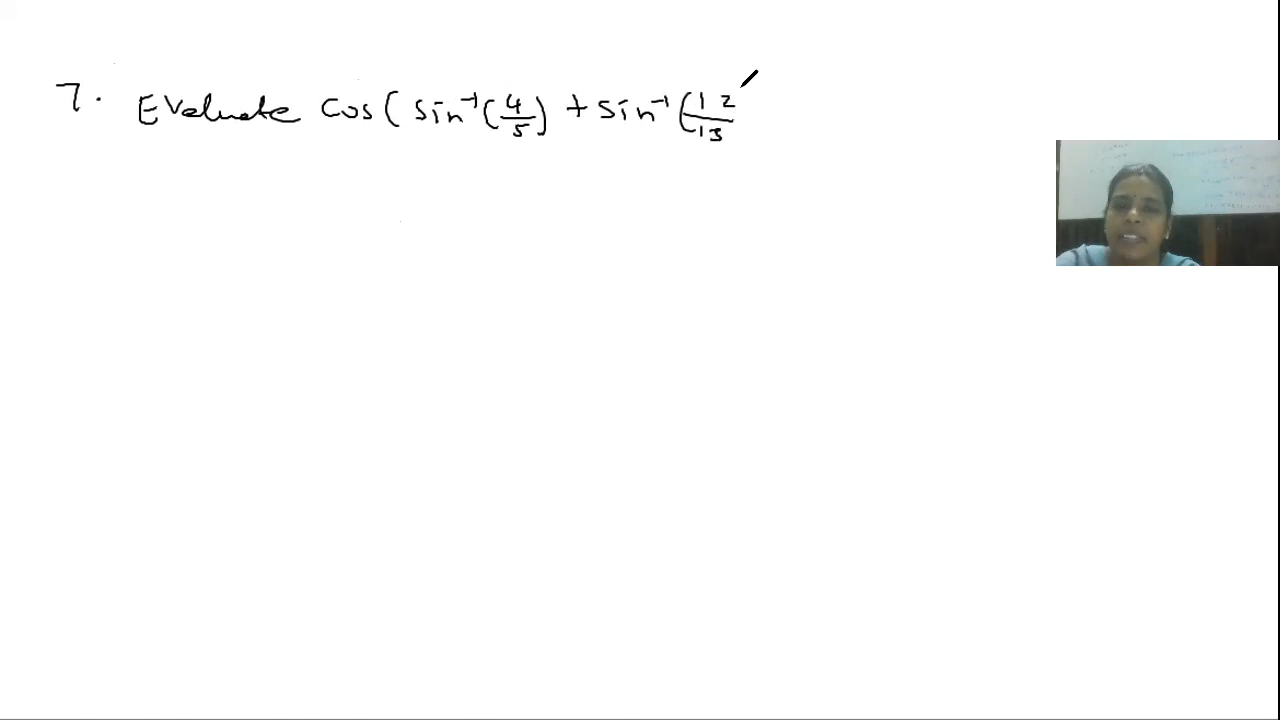 7. Evaluate cos(sin⁻¹(4/5) + sin⁻¹(12/13